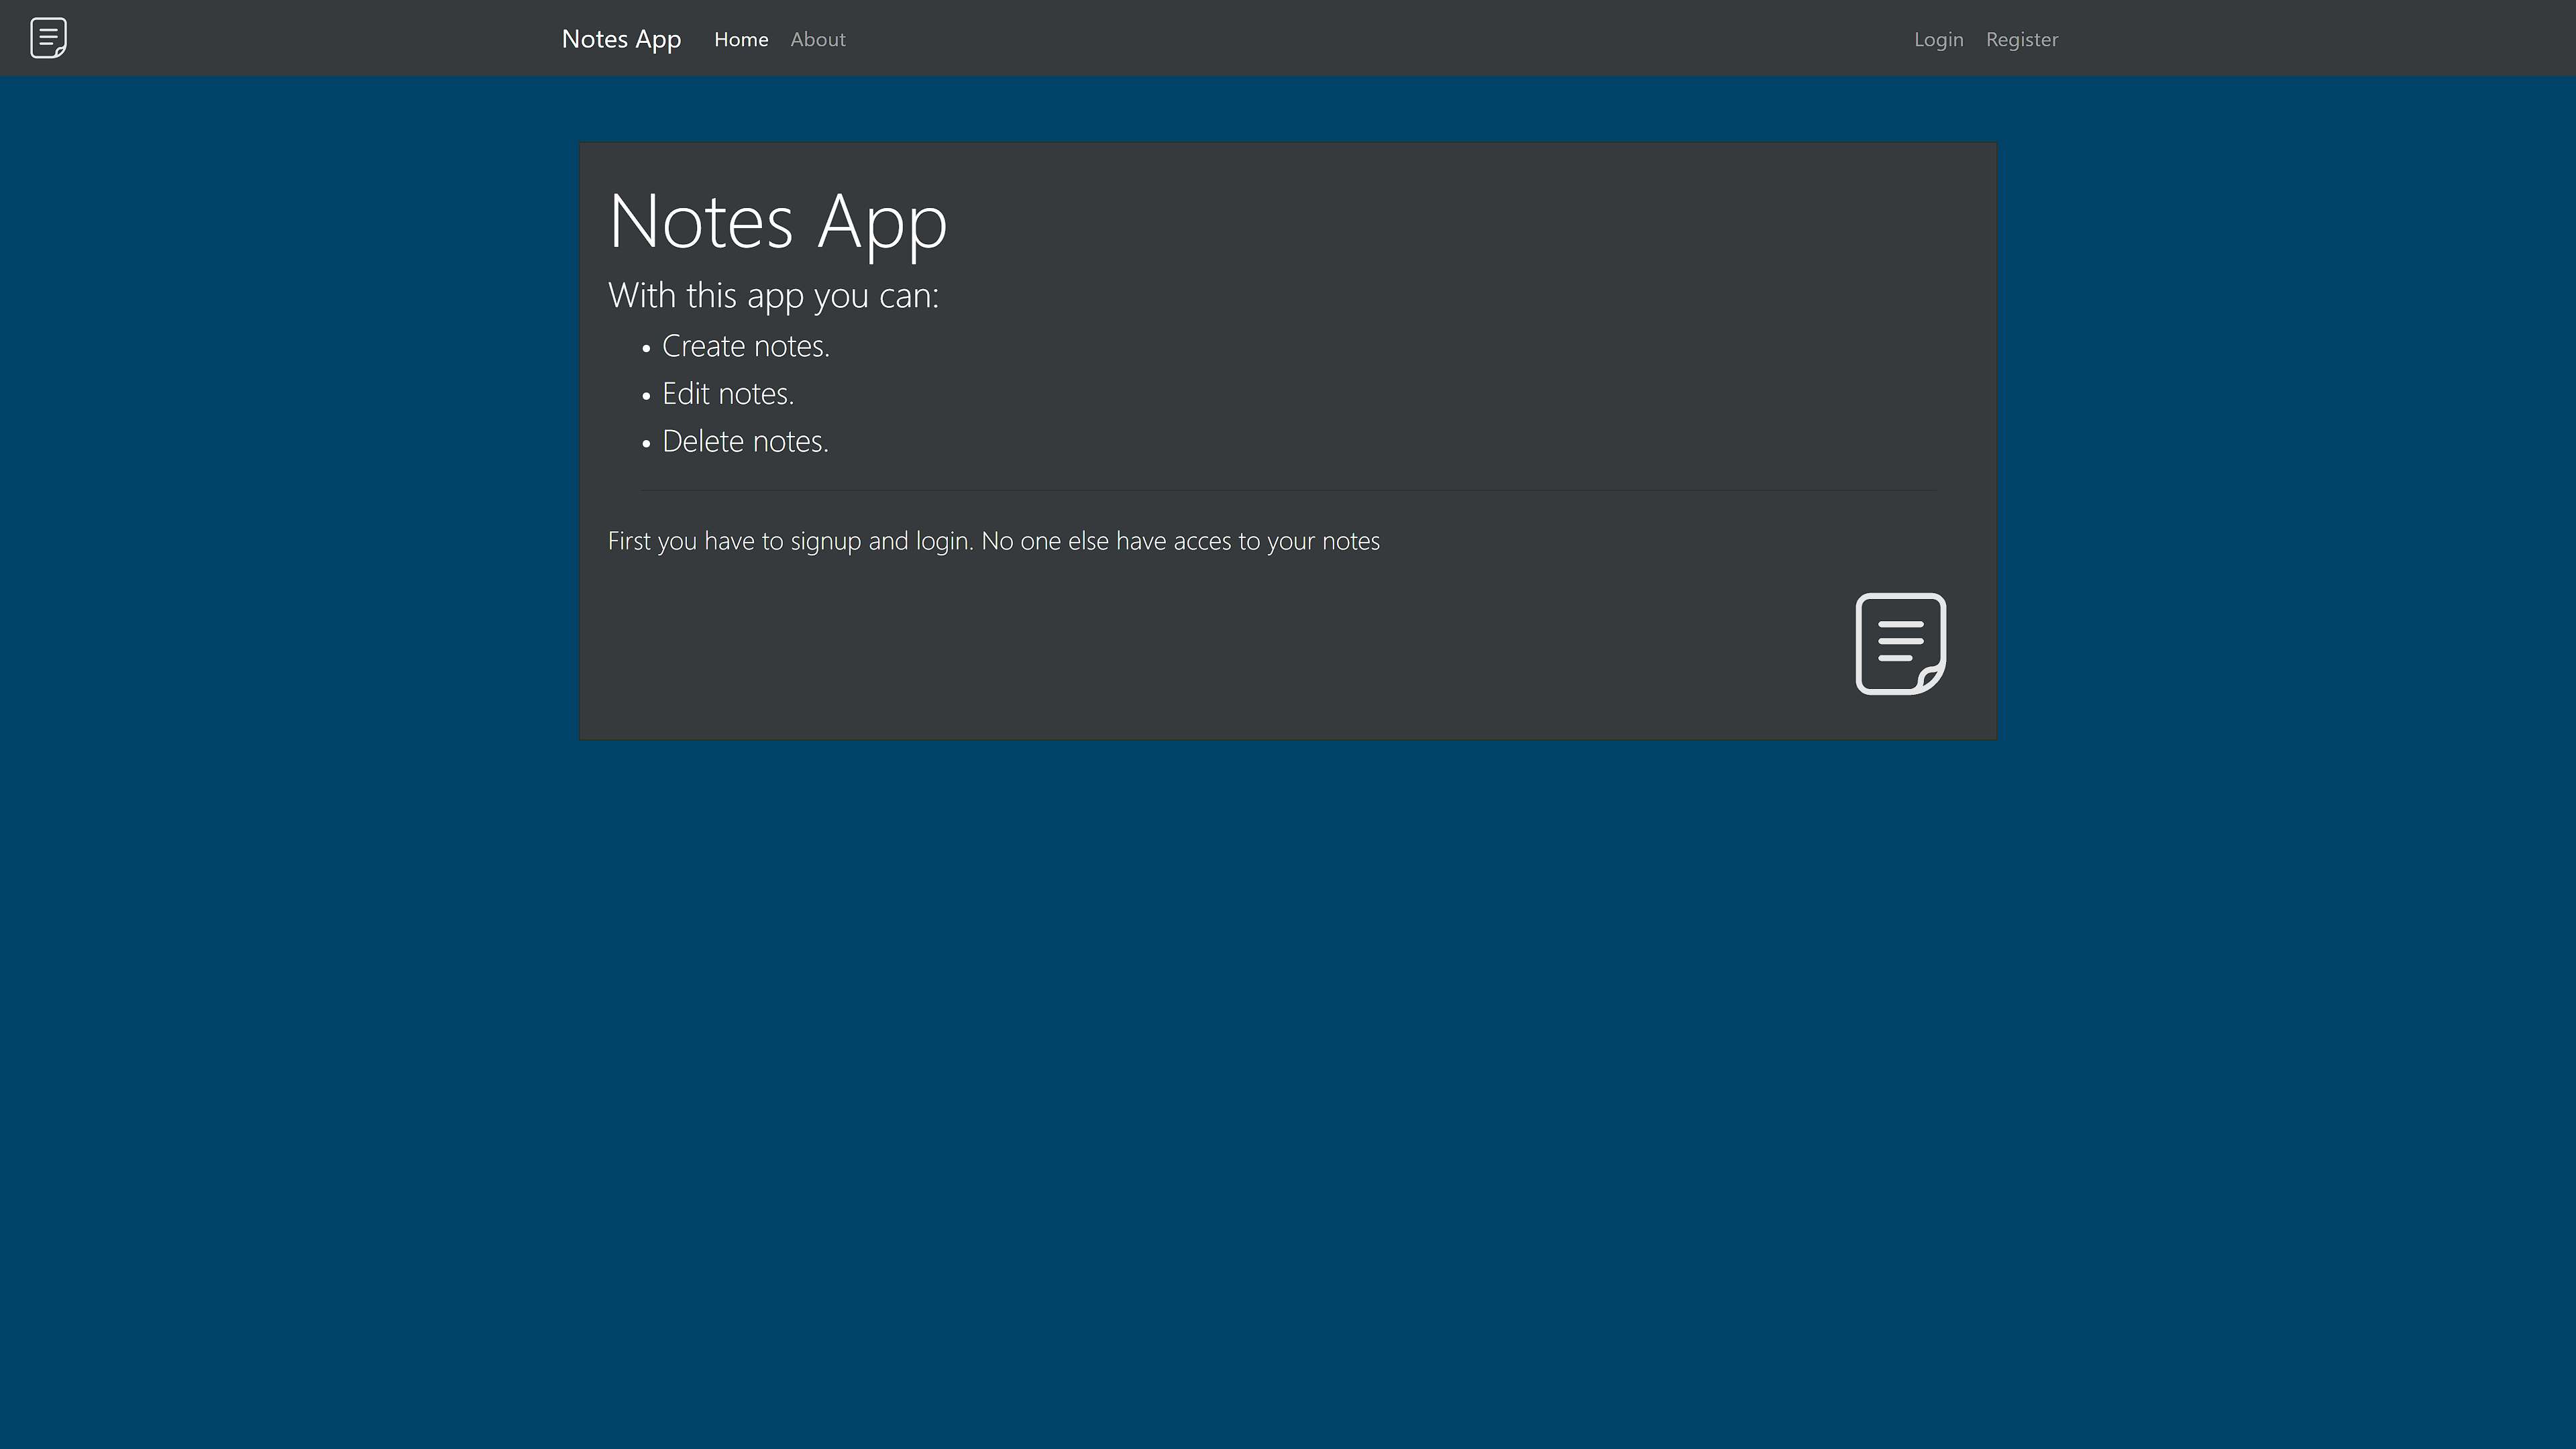 Notes App Home About Login Register
Notes App
With this app you can:
• Create notes.
• Edit notes.
• Delete notes.
First you have to signup and login. No one else have acces to your notes